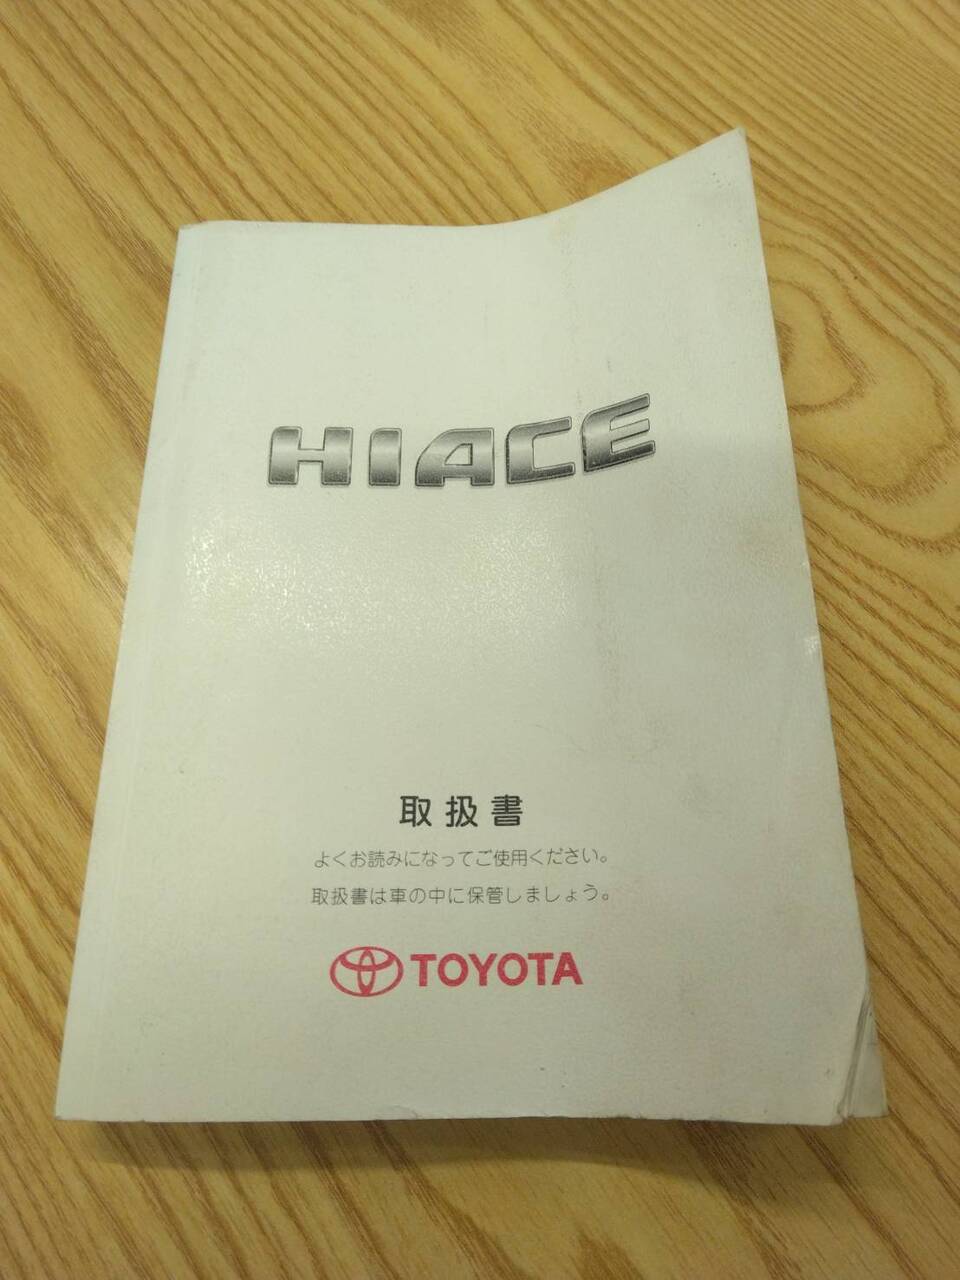 HIACE
取扱書
よくお読みになってご使用ください。
取扱書は車の中に保管しましょう。
TOYOTA